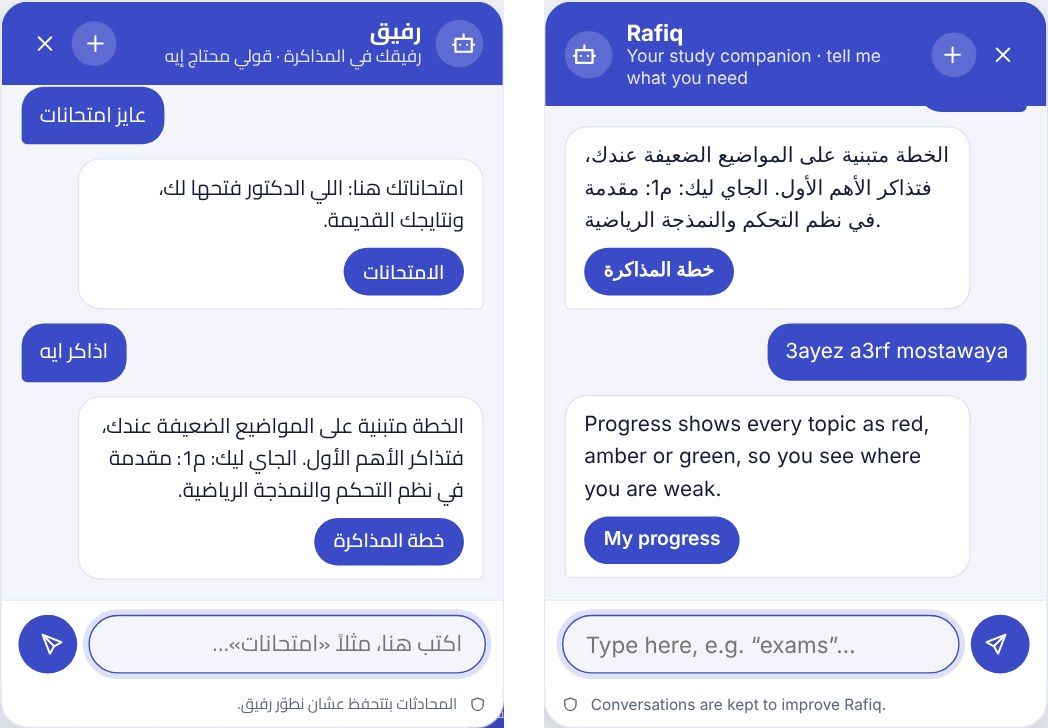 رفيق
رفيقك في المذاكرة · قولي محتاج إيه
عايز امتحانات
امتحاناتك هنا: اللي الدكتور فتحها لك،
ونتايجك القديمة.
الامتحانات
اذاكر ايه
الخطة متبنية على المواضيع الضعيفة عندك،
فتذاكر الأهم الأول. الجاي ليك: م1: مقدمة
في نظم التحكم والنمذجة الرياضية.
خطة المذاكرة
اكتب هنا، مثلاً «امتحانات»...
المحادثات بتتحفظ عشان نطوّر رفيق.
Rafiq
Your study companion · tell me
what you need
الخطة متبنية على المواضيع الضعيفة عندك،
فتذاكر الأهم الأول. الجاي ليك: م1: مقدمة
في نظم التحكم والنمذجة الرياضية.
خطة المذاكرة
3ayez a3rf mostawaya
Progress shows every topic as red,
amber or green, so you see where
you are weak.
My progress
Type here, e.g. “exams”...
Conversations are kept to improve Rafiq.